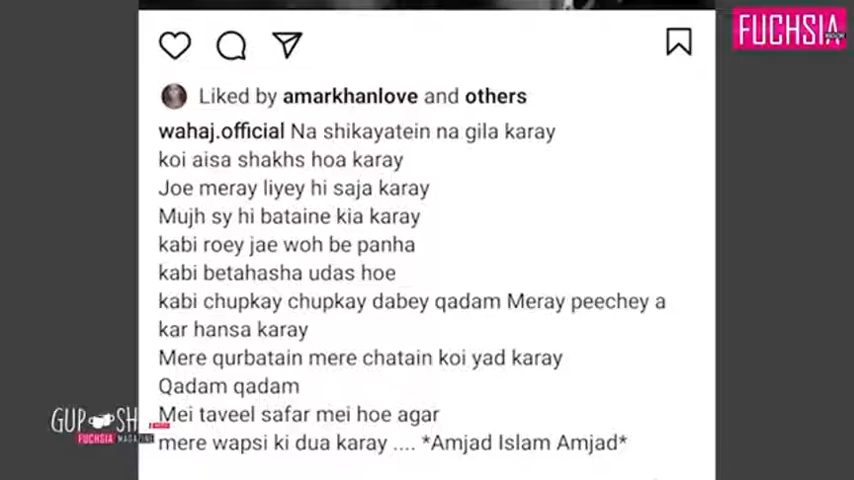 FUCHSIA
MAGAZINE
Liked by amarkhanlove and others
wahaj.official Na shikayatein na gila karay
koi aisa shakhs hoa karay
Joe meray liyey hi saja karay
Mujh sy hi bataine kia karay
kabi roey jae woh be panha
kabi betahasha udas hoe
kabi chupkay chupkay dabey qadam Meray peechey a
kar hansa karay
Mere qurbatain mere chatain koi yad karay
Qadam qadam
Mei taveel safar mei hoe agar
mere wapsi ki dua karay .... *Amjad Islam Amjad*
GUP SH
FUCHSIA MAGAZINE